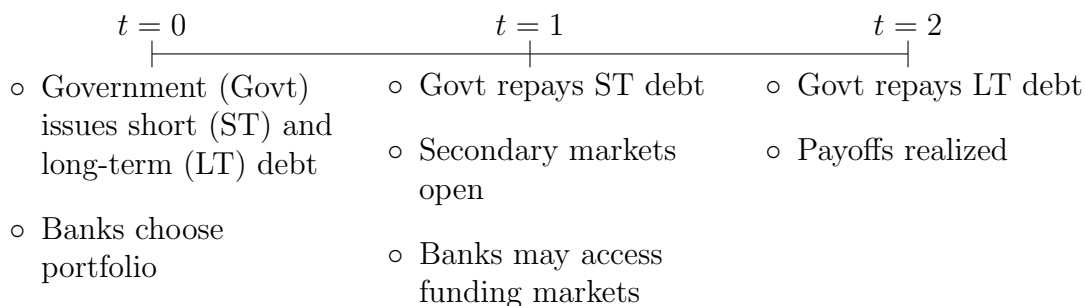 t = 0
t = 1
t = 2
◦ Government (Govt)
issues short (ST) and
long-term (LT) debt
◦ Banks choose
portfolio
◦ Govt repays ST debt
◦ Secondary markets
open
◦ Banks may access
funding markets
◦ Govt repays LT debt
◦ Payoffs realized